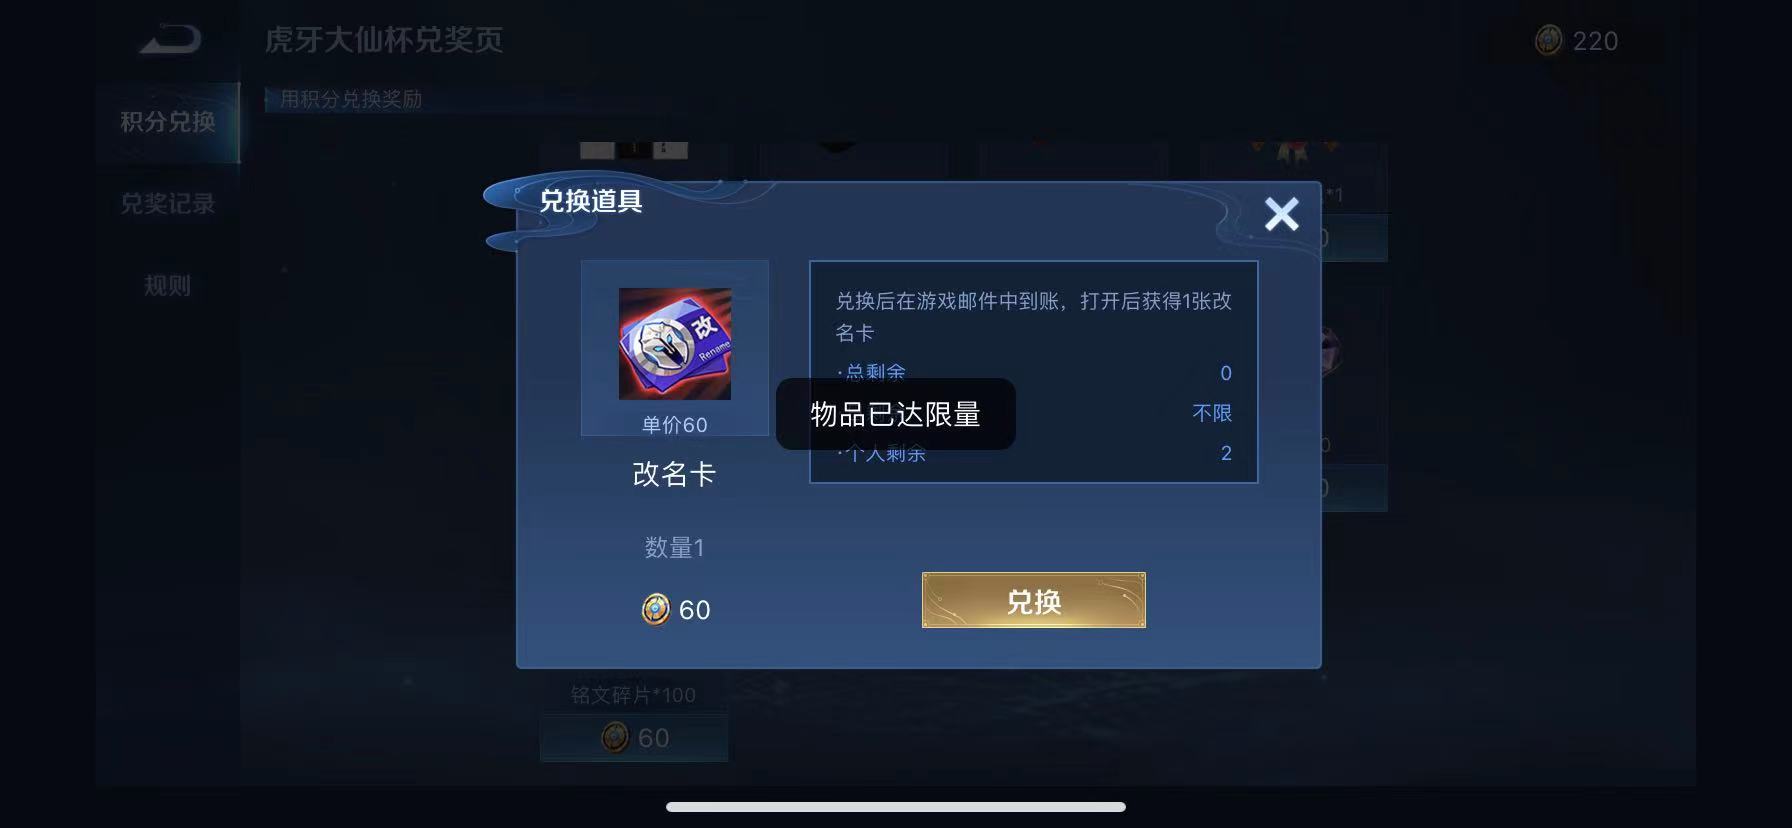 虎牙大仙杯兑奖页
220
积分兑换
用积分兑换奖励
兑奖记录
规则
兑换道具
*1
改
Rename
单价60
改名卡
数量1
60
兑换后在游戏邮件中到账，打开后获得1张改
名卡
·总剩余
0
物品已达限量
不限
·个人剩余
2
兑换
铭文碎片*100
60